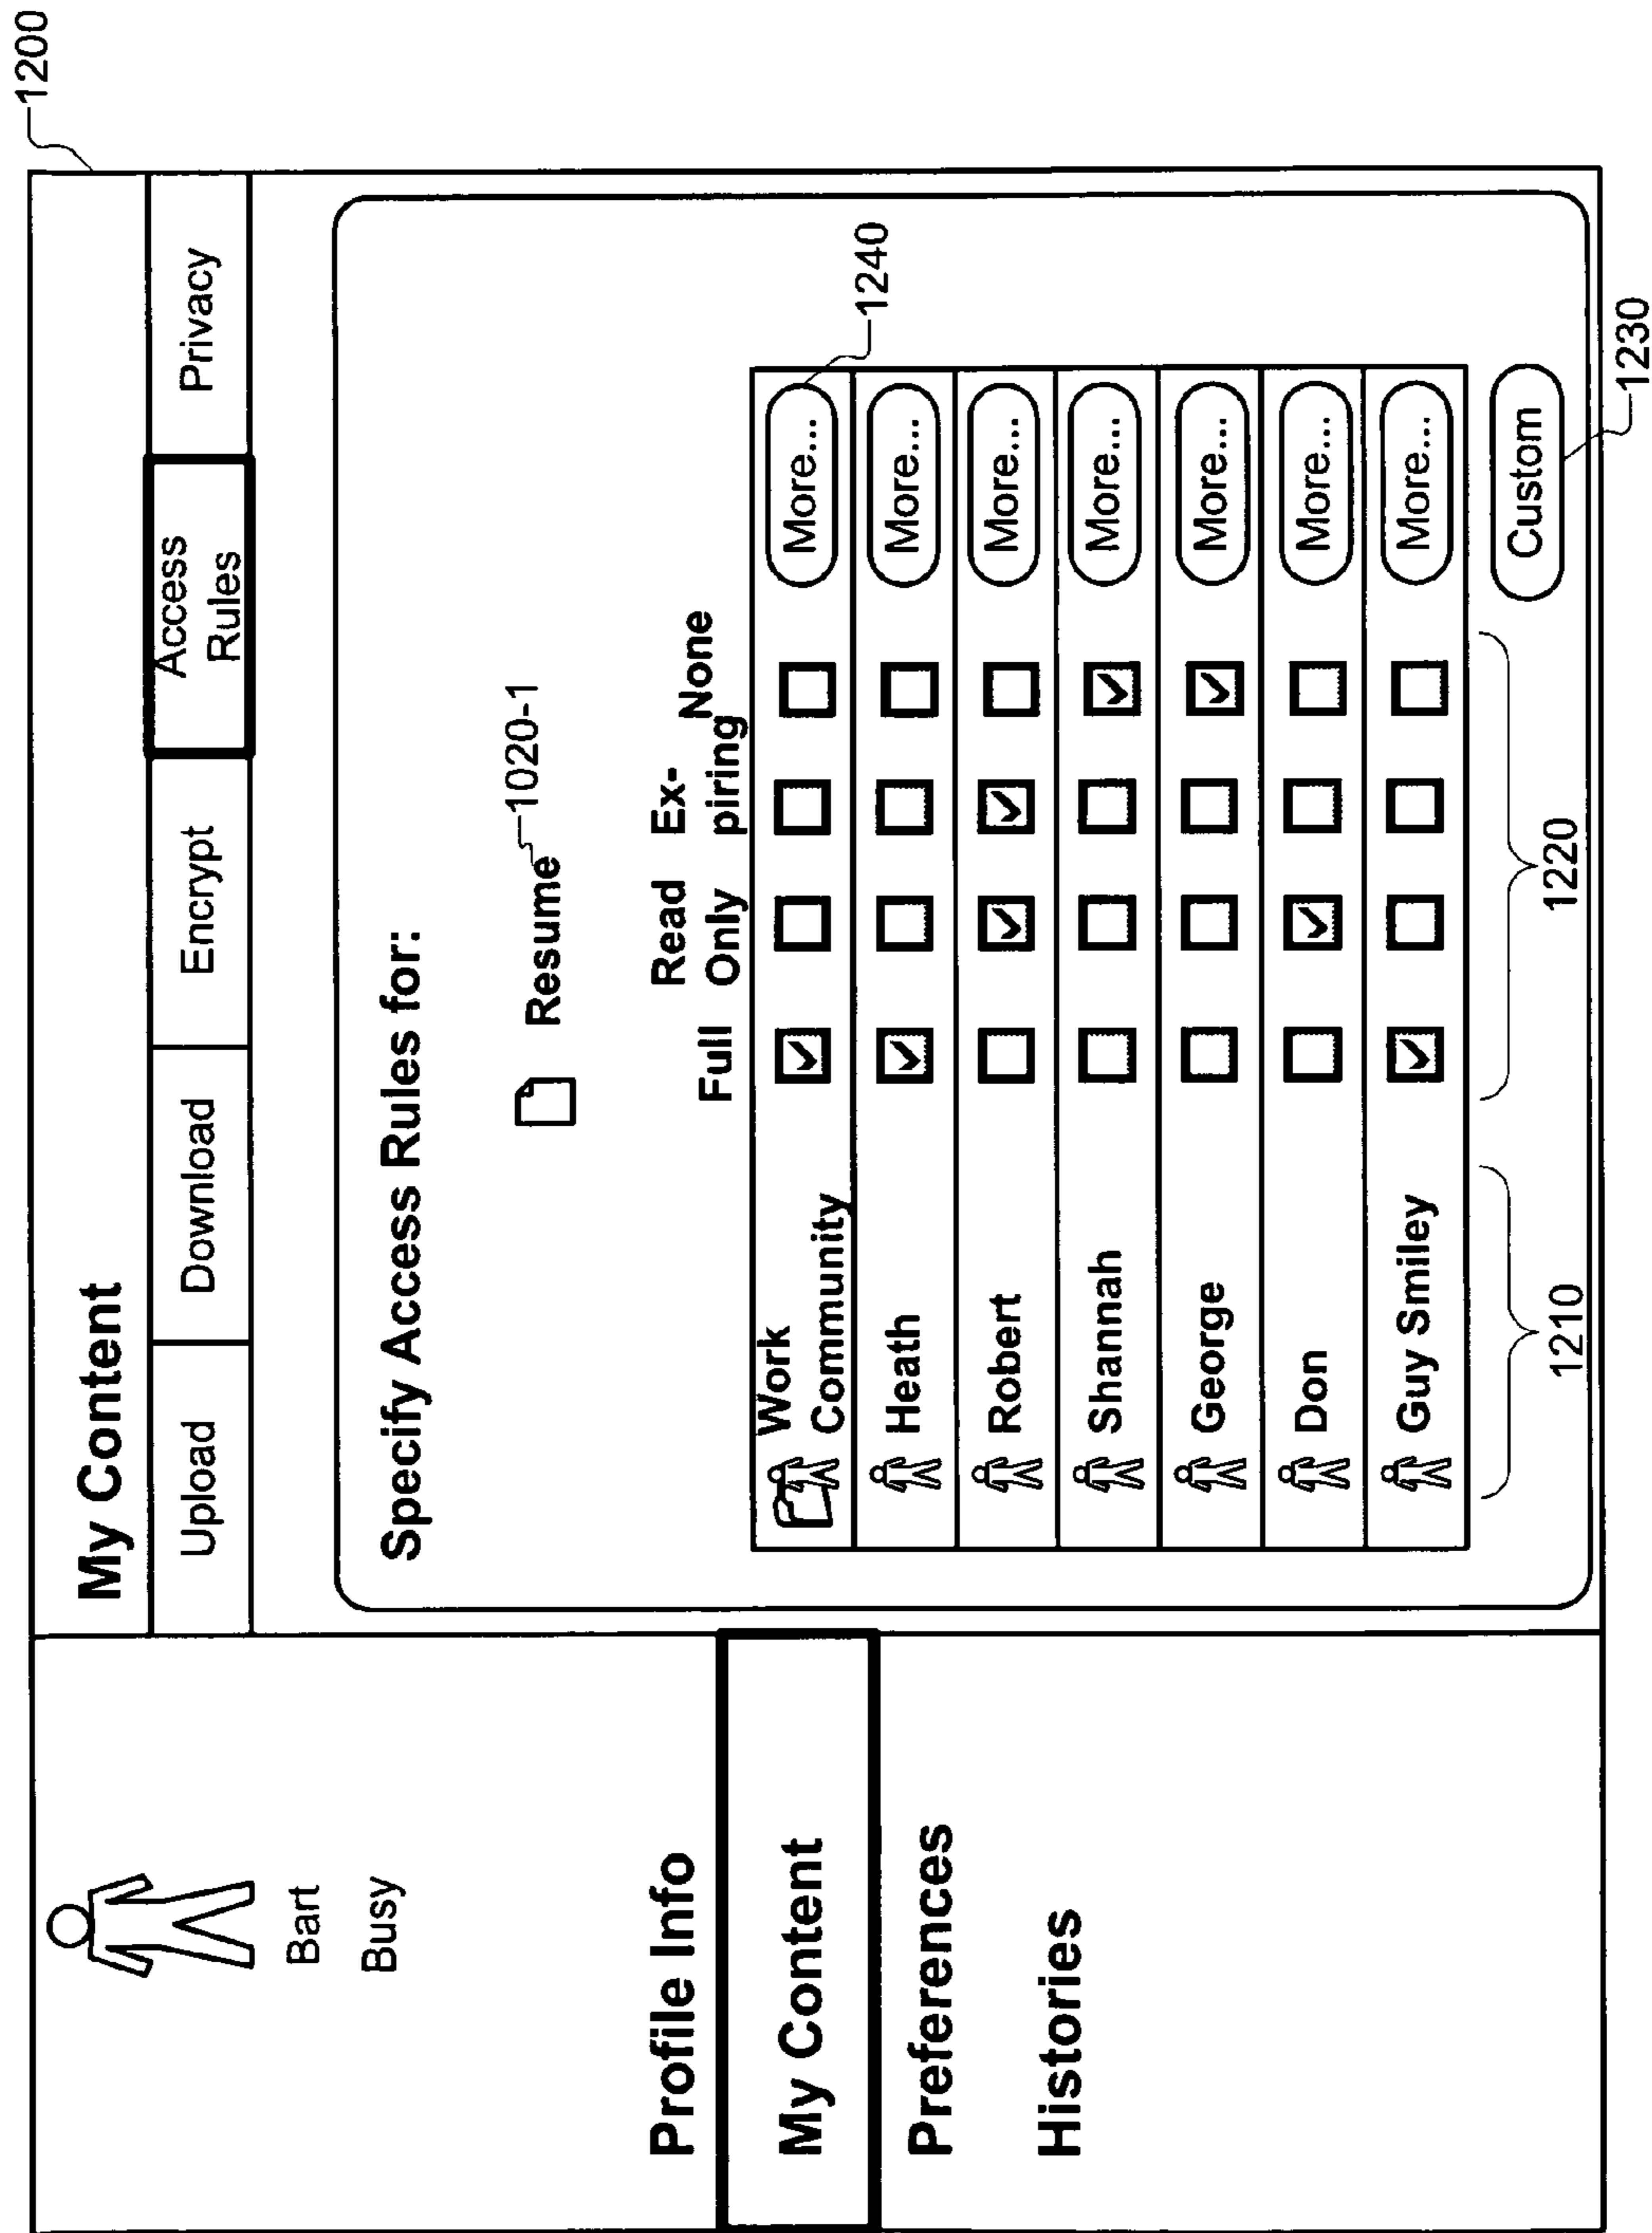 1200
Bart
Busy
Profile Info
My Content
Preferences
Histories
My Content
Upload
Download
Encrypt
Access
Rules
Privacy
Specify Access Rules for:
Resume
1020-1
Full
Read
Only
Ex-
piring
None
Work
Community
More...
1240
Heath
More...
Robert
More...
Shannah
More...
George
More...
Don
More...
Guy Smiley
More...
1210
1220
Custom
1230